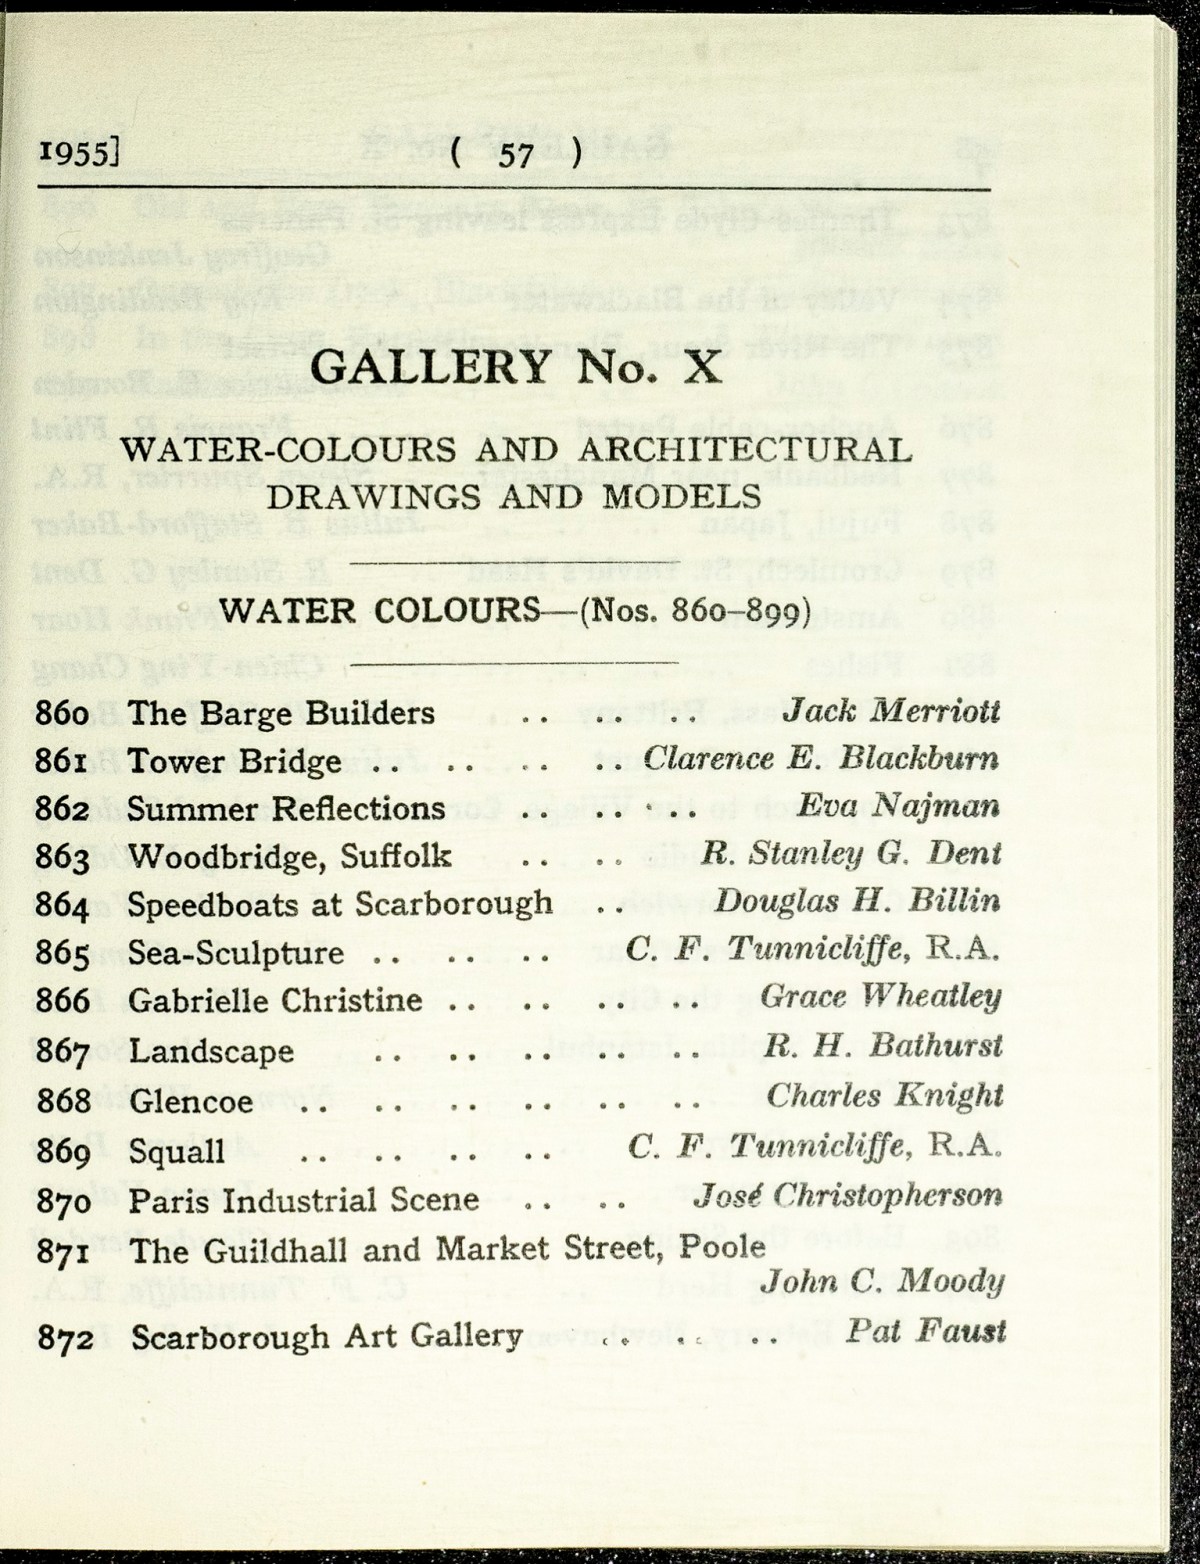 1955] ( 57 )
GALLERY No. X
WATER-COLOURS AND ARCHITECTURAL
DRAWINGS AND MODELS
WATER COLOURS—(Nos. 860–899)
860 The Barge Builders .. .. .. Jack Merriott
861 Tower Bridge .. .. .. .. Clarence E. Blackburn
862 Summer Reflections .. .. .. Eva Najman
863 Woodbridge, Suffolk .. .. R. Stanley G. Dent
864 Speedboats at Scarborough .. Douglas H. Billin
865 Sea-Sculpture .. .. .. C. F. Tunnicliffe, R.A.
866 Gabrielle Christine .. .. .. .. Grace Wheatley
867 Landscape .. .. .. .. .. R. H. Bathurst
868 Glencoe .. .. .. .. .. .. Charles Knight
869 Squall .. .. .. .. C. F. Tunnicliffe, R.A.
870 Paris Industrial Scene .. .. José Christopherson
871 The Guildhall and Market Street, Poole
John C. Moody
872 Scarborough Art Gallery .. .. .. Pat Faust